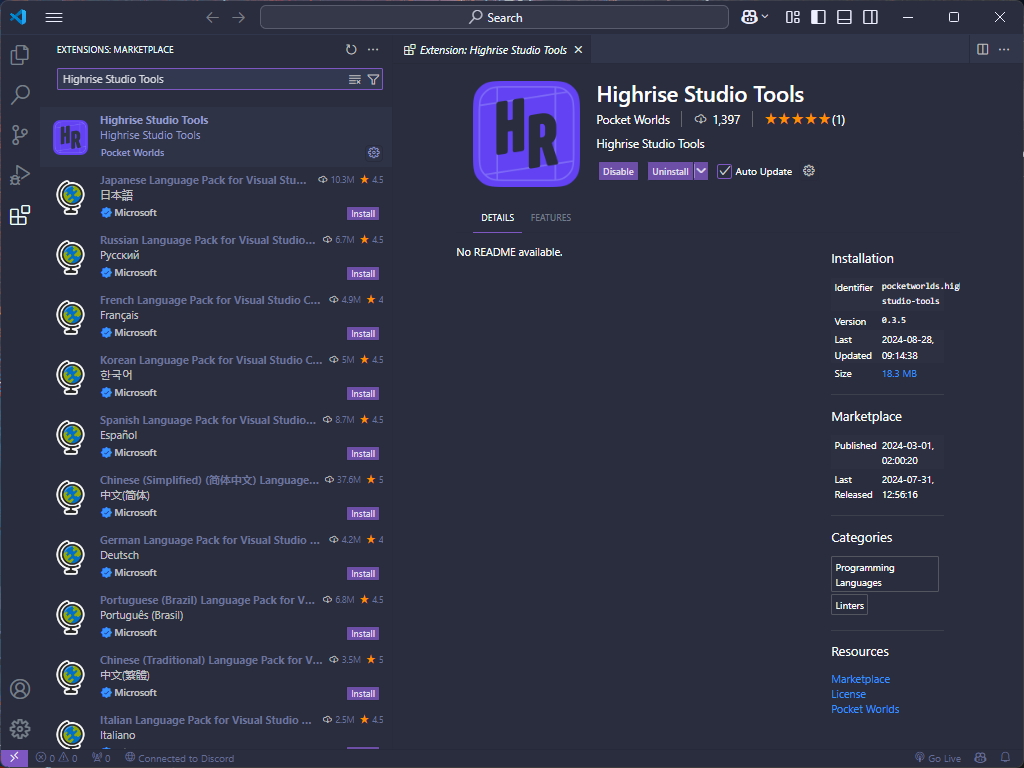 Search
EXTENSIONS: MARKETPLACE
Highrise Studio Tools
Highrise Studio Tools
Highrise Studio Tools
Pocket Worlds
Japanese Language Pack for Visual Stu... 10.3M 4.5
日本語
Microsoft
Install
Russian Language Pack for Visual Studio... 6.7M 4.5
Русский
Microsoft
Install
French Language Pack for Visual Studio C... 4.9M 4
Français
Microsoft
Install
Korean Language Pack for Visual Studio C... 5M 4.5
한국어
Microsoft
Install
Spanish Language Pack for Visual Studio... 8.7M 4.5
Español
Microsoft
Install
Chinese (Simplified) (简体中文) Language... 37.6M 5
中文(简体)
Microsoft
Install
German Language Pack for Visual Studio ... 4.2M 4
Deutsch
Microsoft
Install
Portuguese (Brazil) Language Pack for V... 6.8M 4.5
Português (Brasil)
Microsoft
Install
Chinese (Traditional) Language Pack for V... 3.5M 5
中文(繁體)
Microsoft
Install
Italian Language Pack for Visual Studio ... 2.5M 4.5
Italiano
Extension: Highrise Studio Tools
HR
Highrise Studio Tools
Pocket Worlds 1,397 (1)
Highrise Studio Tools
Disable Uninstall Auto Update
DETAILS FEATURES
No README available.
Installation
Identifier pocketworlds.hig
studio-tools
Version 0.3.5
Last 2024-08-28,
Updated 09:14:38
Size 18.3 MB
Marketplace
Published 2024-03-01,
02:00:20
Last 2024-07-31,
Released 12:56:16
Categories
Programming
Languages
Linters
Resources
Marketplace
License
Pocket Worlds
0 0 0 Connected to Discord
Go Live